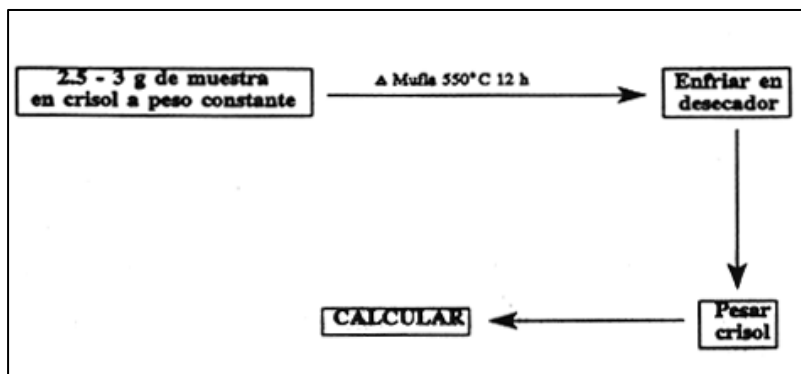 2.5 - 3 g de muestra
en crisol a peso constante
Δ Mufla 550°C 12 h
Enfriar en
desecador
Pesar
crisol
CALCULAR